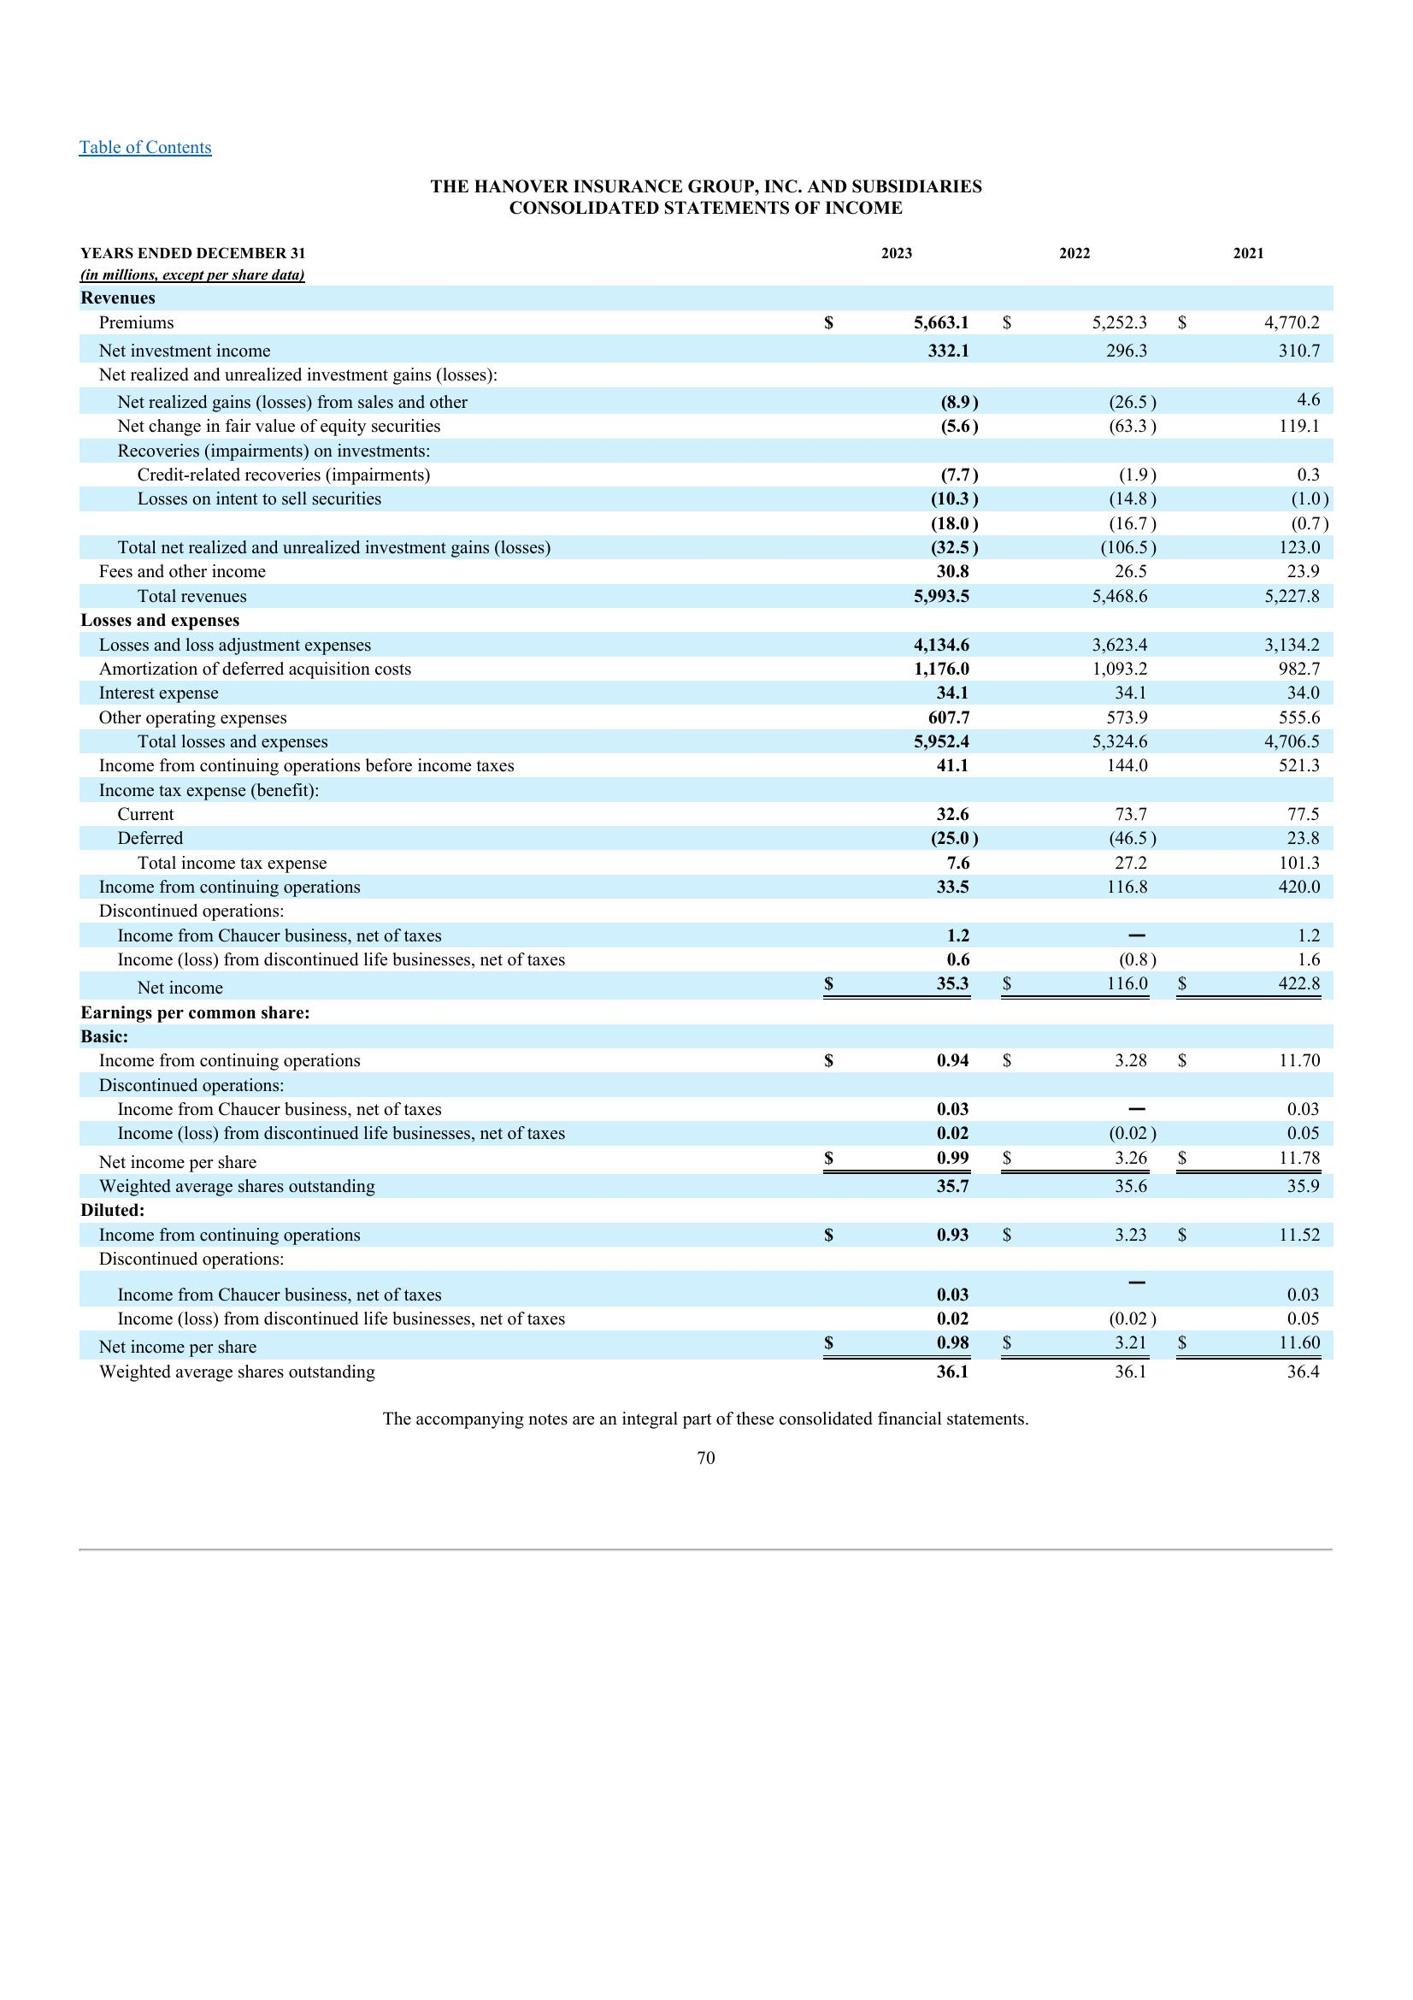 Table of Contents
THE HANOVER INSURANCE GROUP, INC. AND SUBSIDIARIES
CONSOLIDATED STATEMENTS OF INCOME
YEARS ENDED DECEMBER 31 2023 2022 2021
(in millions, except per share data)
Revenues
Premiums $ 5,663.1 $ 5,252.3 $ 4,770.2
Net investment income 332.1 296.3 310.7
Net realized and unrealized investment gains (losses):
Net realized gains (losses) from sales and other (8.9) (26.5) 4.6
Net change in fair value of equity securities (5.6) (63.3) 119.1
Recoveries (impairments) on investments:
Credit-related recoveries (impairments) (7.7) (1.9) 0.3
Losses on intent to sell securities (10.3) (14.8) (1.0)
(18.0) (16.7) (0.7)
Total net realized and unrealized investment gains (losses) (32.5) (106.5) 123.0
Fees and other income 30.8 26.5 23.9
Total revenues 5,993.5 5,468.6 5,227.8
Losses and expenses
Losses and loss adjustment expenses 4,134.6 3,623.4 3,134.2
Amortization of deferred acquisition costs 1,176.0 1,093.2 982.7
Interest expense 34.1 34.1 34.0
Other operating expenses 607.7 573.9 555.6
Total losses and expenses 5,952.4 5,324.6 4,706.5
Income from continuing operations before income taxes 41.1 144.0 521.3
Income tax expense (benefit):
Current 32.6 73.7 77.5
Deferred (25.0) (46.5) 23.8
Total income tax expense 7.6 27.2 101.3
Income from continuing operations 33.5 116.8 420.0
Discontinued operations:
Income from Chaucer business, net of taxes 1.2 — 1.2
Income (loss) from discontinued life businesses, net of taxes 0.6 (0.8) 1.6
Net income $ 35.3 $ 116.0 $ 422.8
Earnings per common share:
Basic:
Income from continuing operations $ 0.94 $ 3.28 $ 11.70
Discontinued operations:
Income from Chaucer business, net of taxes 0.03 — 0.03
Income (loss) from discontinued life businesses, net of taxes 0.02 (0.02) 0.05
Net income per share $ 0.99 $ 3.26 $ 11.78
Weighted average shares outstanding 35.7 35.6 35.9
Diluted:
Income from continuing operations $ 0.93 $ 3.23 $ 11.52
Discontinued operations:
Income from Chaucer business, net of taxes 0.03 — 0.03
Income (loss) from discontinued life businesses, net of taxes 0.02 (0.02) 0.05
Net income per share $ 0.98 $ 3.21 $ 11.60
Weighted average shares outstanding 36.1 36.1 36.4
The accompanying notes are an integral part of these consolidated financial statements.
70